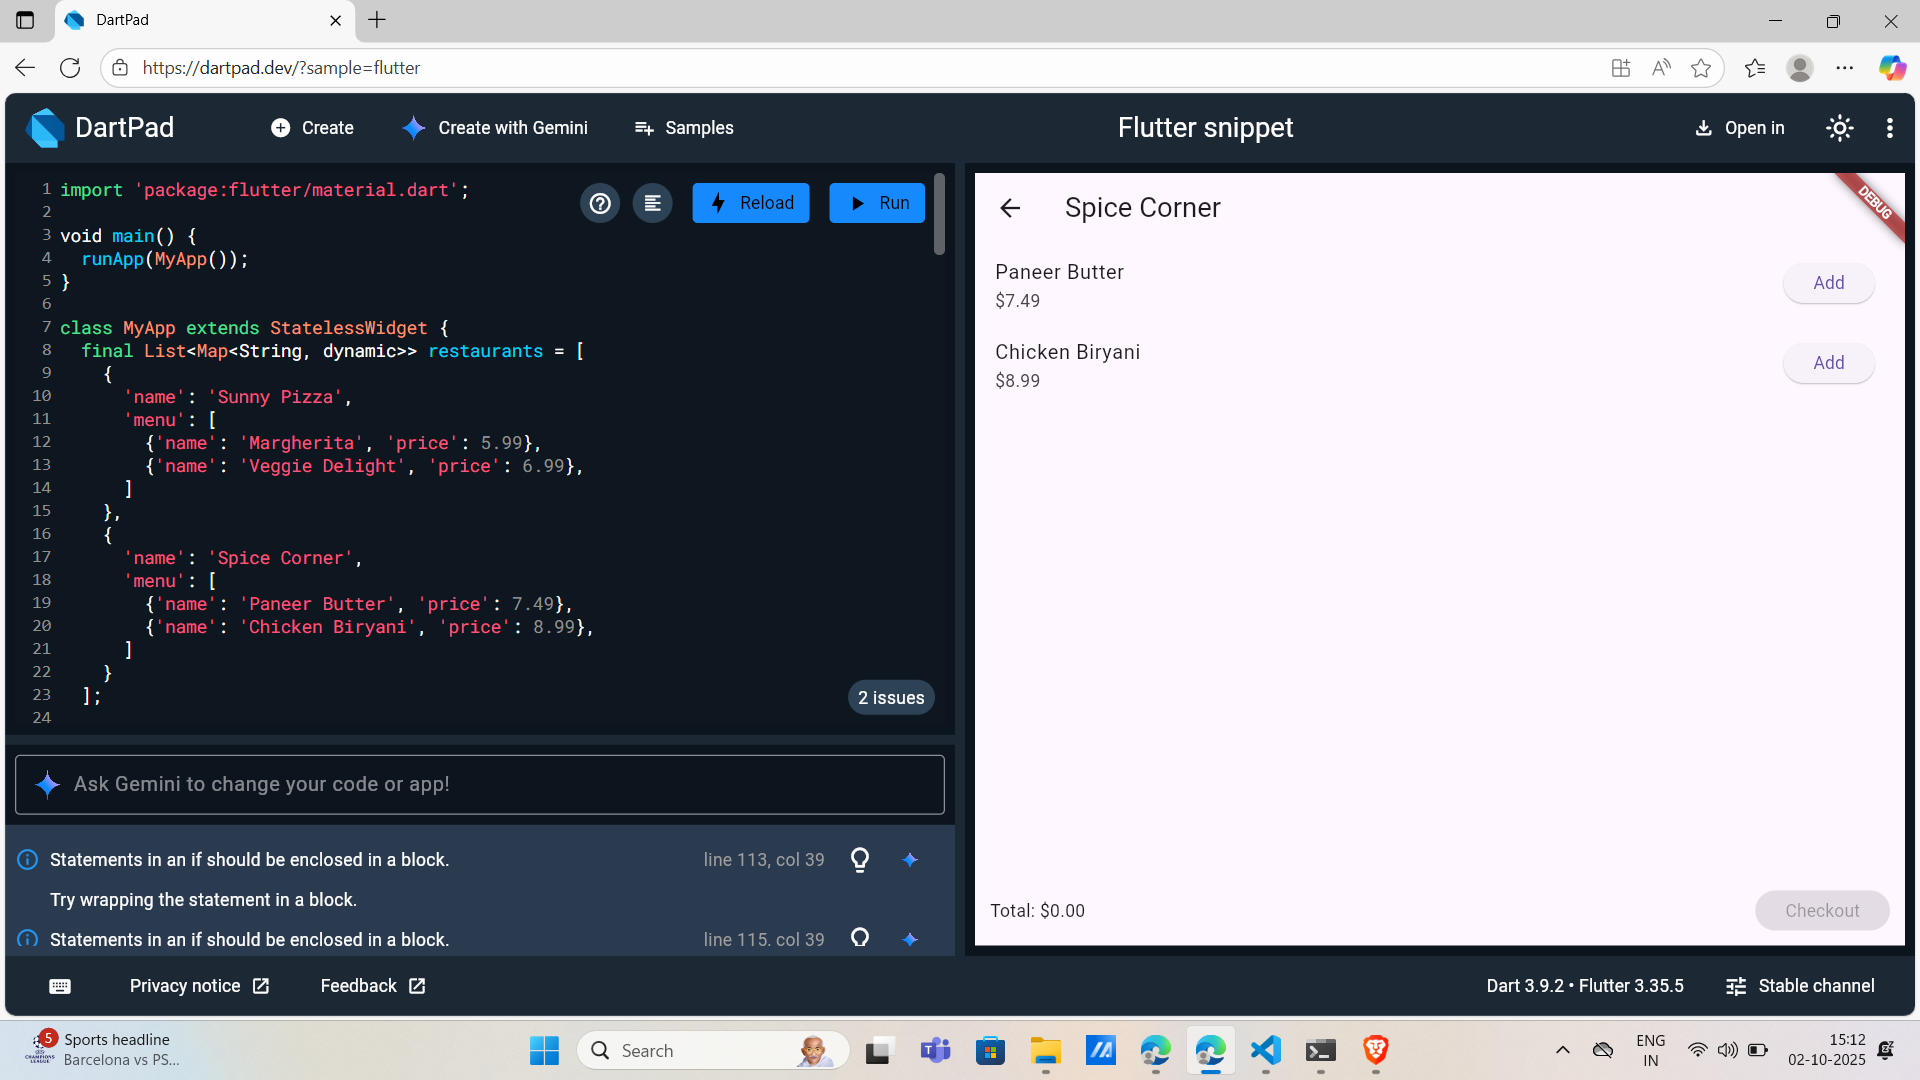 DartPad
https://dartpad.dev/?sample=flutter
DartPad
Create
Create with Gemini
Samples
Flutter snippet
Open in
1 import 'package:flutter/material.dart';
Reload
Run
2
3 void main() {
4 runApp(MyApp());
5 }
6
7 class MyApp extends StatelessWidget {
8 final List<Map<String, dynamic>> restaurants = [
9 {
10 'name': 'Sunny Pizza',
11 'menu': [
12 {'name': 'Margherita', 'price': 5.99},
13 {'name': 'Veggie Delight', 'price': 6.99},
14 ]
15 },
16 {
17 'name': 'Spice Corner',
18 'menu': [
19 {'name': 'Paneer Butter', 'price': 7.49},
20 {'name': 'Chicken Biryani', 'price': 8.99},
21 ]
22 }
23 ];
24
2 issues
Ask Gemini to change your code or app!
Statements in an if should be enclosed in a block.
line 113, col 39
Try wrapping the statement in a block.
Statements in an if should be enclosed in a block.
line 115, col 39
Spice Corner
DEBUG
Paneer Butter
$7.49
Add
Chicken Biryani
$8.99
Add
Total: $0.00
Checkout
Privacy notice
Feedback
Dart 3.9.2 • Flutter 3.35.5
Stable channel
5
Sports headline
Barcelona vs PS...
Search
ENG
IN
15:12
02-10-2025